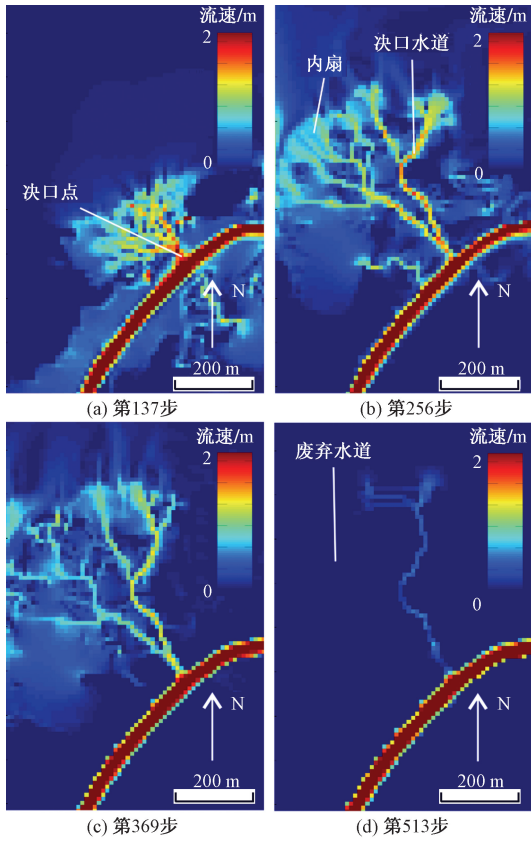 流速/m
2
0
决口点
N
200 m
(a) 第137步
流速/m
2
0
决口水道
内扇
N
200 m
(b) 第256步
流速/m
2
0
N
200 m
(c) 第369步
流速/m
2
0
废弃水道
N
200 m
(d) 第513步